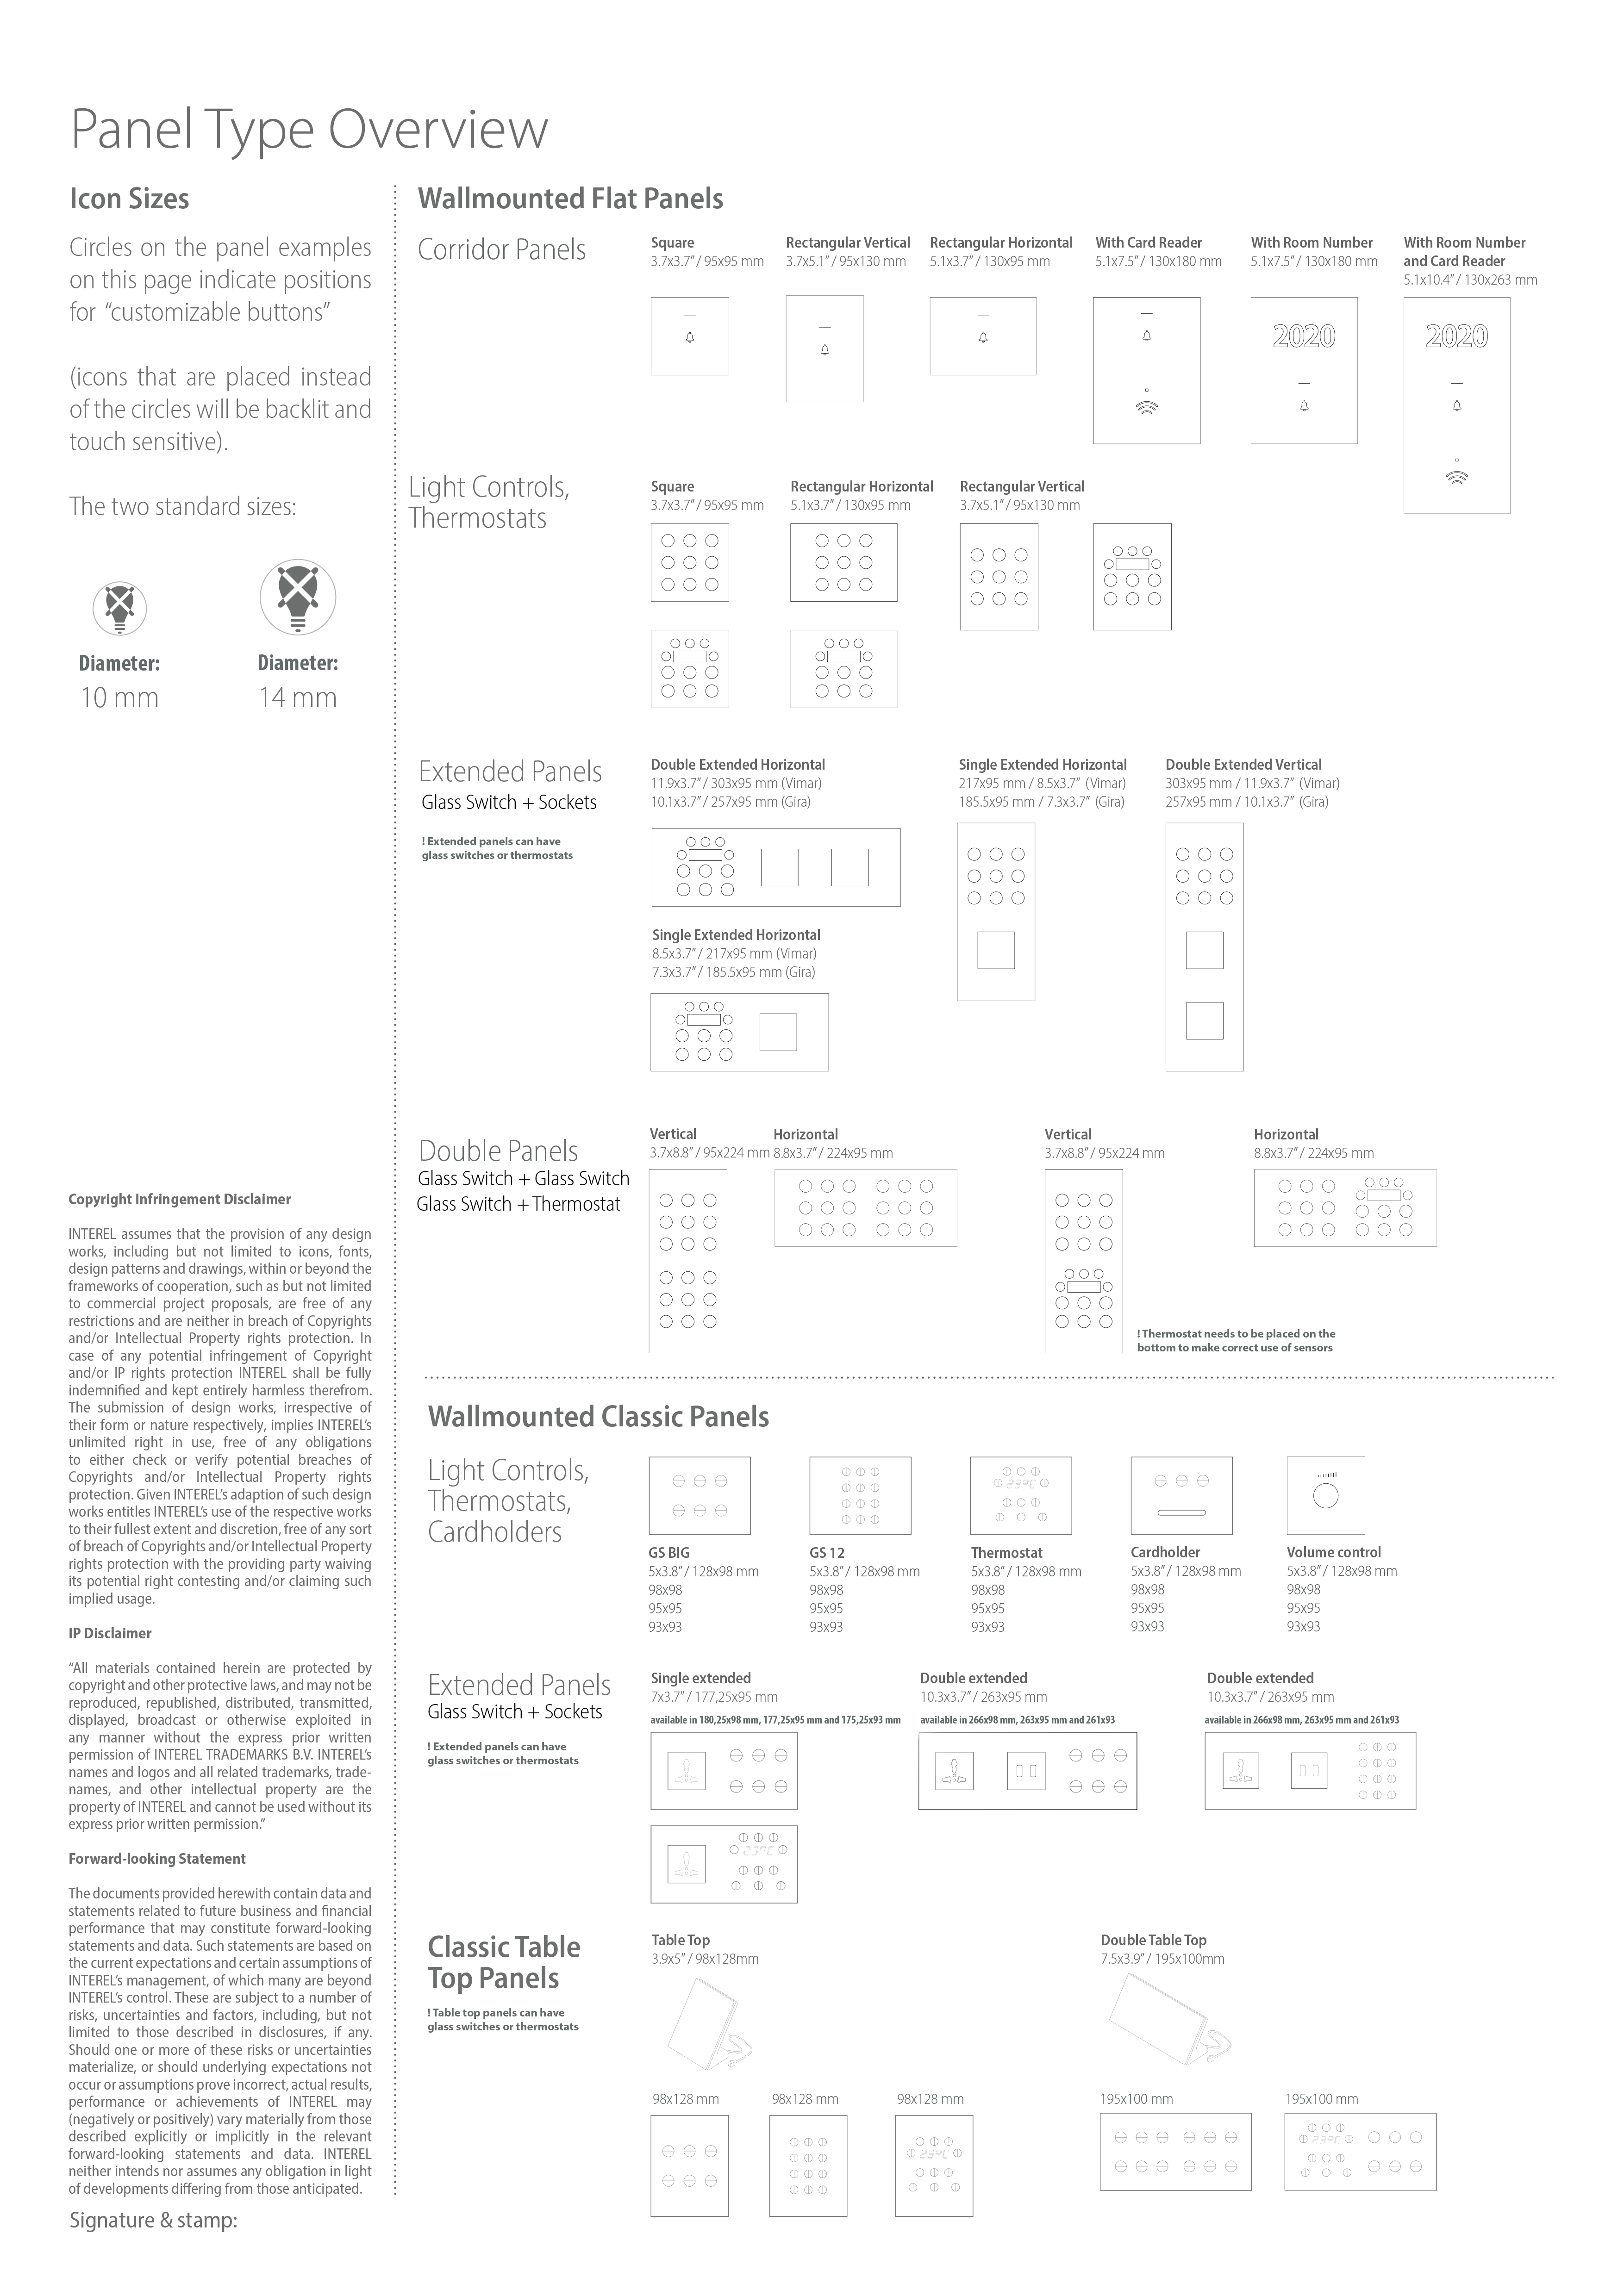 Panel Type Overview
Icon Sizes
Circles on the panel examples
on this page indicate positions
for “customizable buttons”
(icons that are placed instead
of the circles will be backlit and
touch sensitive).
The two standard sizes:
Diameter:
10 mm
Diameter:
14 mm
Copyright Infringement Disclaimer
INTEREL assumes that the provision of any design
works, including but not limited to icons, fonts,
design patterns and drawings, within or beyond the
frameworks of cooperation, such as but not limited
to commercial project proposals, are free of any
restrictions and are neither in breach of Copyrights
and/or Intellectual Property rights protection. In
case of any potential infringement of Copyright
and/or IP rights protection INTEREL shall be fully
indemnified and kept entirely harmless therefrom.
The submission of design works, irrespective of
their form or nature respectively, implies INTEREL’s
unlimited right in use, free of any obligations
to either check or verify potential breaches of
Copyrights and/or Intellectual Property rights
protection. Given INTEREL’s adaption of such design
works entitles INTEREL’s use of the respective works
to their fullest extent and discretion, free of any sort
of breach of Copyrights and/or Intellectual Property
rights protection with the providing party waiving
its potential right contesting and/or claiming such
implied usage.
IP Disclaimer
“All materials contained herein are protected by
copyright and other protective laws, and may not be
reproduced, republished, distributed, transmitted,
displayed, broadcast or otherwise exploited in
any manner without the express prior written
permission of INTEREL TRADEMARKS B.V. INTEREL’s
names and logos and all related trademarks, trade-
names, and other intellectual property are the
property of INTEREL and cannot be used without its
express prior written permission.”
Forward-looking Statement
The documents provided herewith contain data and
statements related to future business and financial
performance that may constitute forward-looking
statements and data. Such statements are based on
the current expectations and certain assumptions of
INTEREL’s management, of which many are beyond
INTEREL’s control. These are subject to a number of
risks, uncertainties and factors, including, but not
limited to those described in disclosures, if any.
Should one or more of these risks or uncertainties
materialize, or should underlying expectations not
occur or assumptions prove incorrect, actual results,
performance or achievements of INTEREL may
(negatively or positively) vary materially from those
described explicitly or implicitly in the relevant
forward-looking statements and data. INTEREL
neither intends nor assumes any obligation in light
of developments differing from those anticipated.
Signature & stamp:
Wallmounted Flat Panels
Corridor Panels
Square
3.7x3.7” / 95x95 mm
Rectangular Vertical
3.7x5.1” / 95x130 mm
Rectangular Horizontal
5.1x3.7” / 130x95 mm
With Card Reader
5.1x7.5” / 130x180 mm
With Room Number
5.1x7.5” / 130x180 mm
2020
With Room Number
and Card Reader
5.1x10.4” / 130x263 mm
2020
Light Controls,
Thermostats
Square
3.7x3.7” / 95x95 mm
Rectangular Horizontal
5.1x3.7” / 130x95 mm
Rectangular Vertical
3.7x5.1” / 95x130 mm
Extended Panels
Glass Switch + Sockets
! Extended panels can have
glass switches or thermostats
Double Extended Horizontal
11.9x3.7” / 303x95 mm (Vimar)
10.1x3.7” / 257x95 mm (Gira)
Single Extended Horizontal
8.5x3.7” / 217x95 mm (Vimar)
7.3x3.7” / 185.5x95 mm (Gira)
Single Extended Horizontal
217x95 mm / 8.5x3.7” (Vimar)
185.5x95 mm / 7.3x3.7” (Gira)
Double Extended Vertical
303x95 mm / 11.9x3.7” (Vimar)
257x95 mm / 10.1x3.7” (Gira)
Double Panels
Glass Switch + Glass Switch
Glass Switch + Thermostat
Vertical
3.7x8.8” / 95x224 mm
Horizontal
8.8x3.7” / 224x95 mm
Vertical
3.7x8.8” / 95x224 mm
! Thermostat needs to be placed on the
bottom to make correct use of sensors
Horizontal
8.8x3.7” / 224x95 mm
Wallmounted Classic Panels
Light Controls,
Thermostats,
Cardholders
GS BIG
5x3.8” / 128x98 mm
98x98
95x95
93x93
GS 12
5x3.8” / 128x98 mm
98x98
95x95
93x93
23ºC
Thermostat
5x3.8” / 128x98 mm
98x98
95x95
93x93
Cardholder
5x3.8” / 128x98 mm
98x98
95x95
93x93
Volume control
5x3.8” / 128x98 mm
98x98
95x95
93x93
Extended Panels
Glass Switch + Sockets
! Extended panels can have
glass switches or thermostats
Single extended
7x3.7” / 177,25x95 mm
available in 180,25x98 mm, 177,25x95 mm and 175,25x93 mm
23ºC
Double extended
10.3x3.7” / 263x95 mm
available in 266x98 mm, 263x95 mm and 261x93
Double extended
10.3x3.7” / 263x95 mm
available in 266x98 mm, 263x95 mm and 261x93
Classic Table
Top Panels
! Table top panels can have
glass switches or thermostats
Table Top
3.9x5” / 98x128mm
98x128 mm
98x128 mm
98x128 mm
23ºC
Double Table Top
7.5x3.9” / 195x100mm
195x100 mm
195x100 mm
23ºC